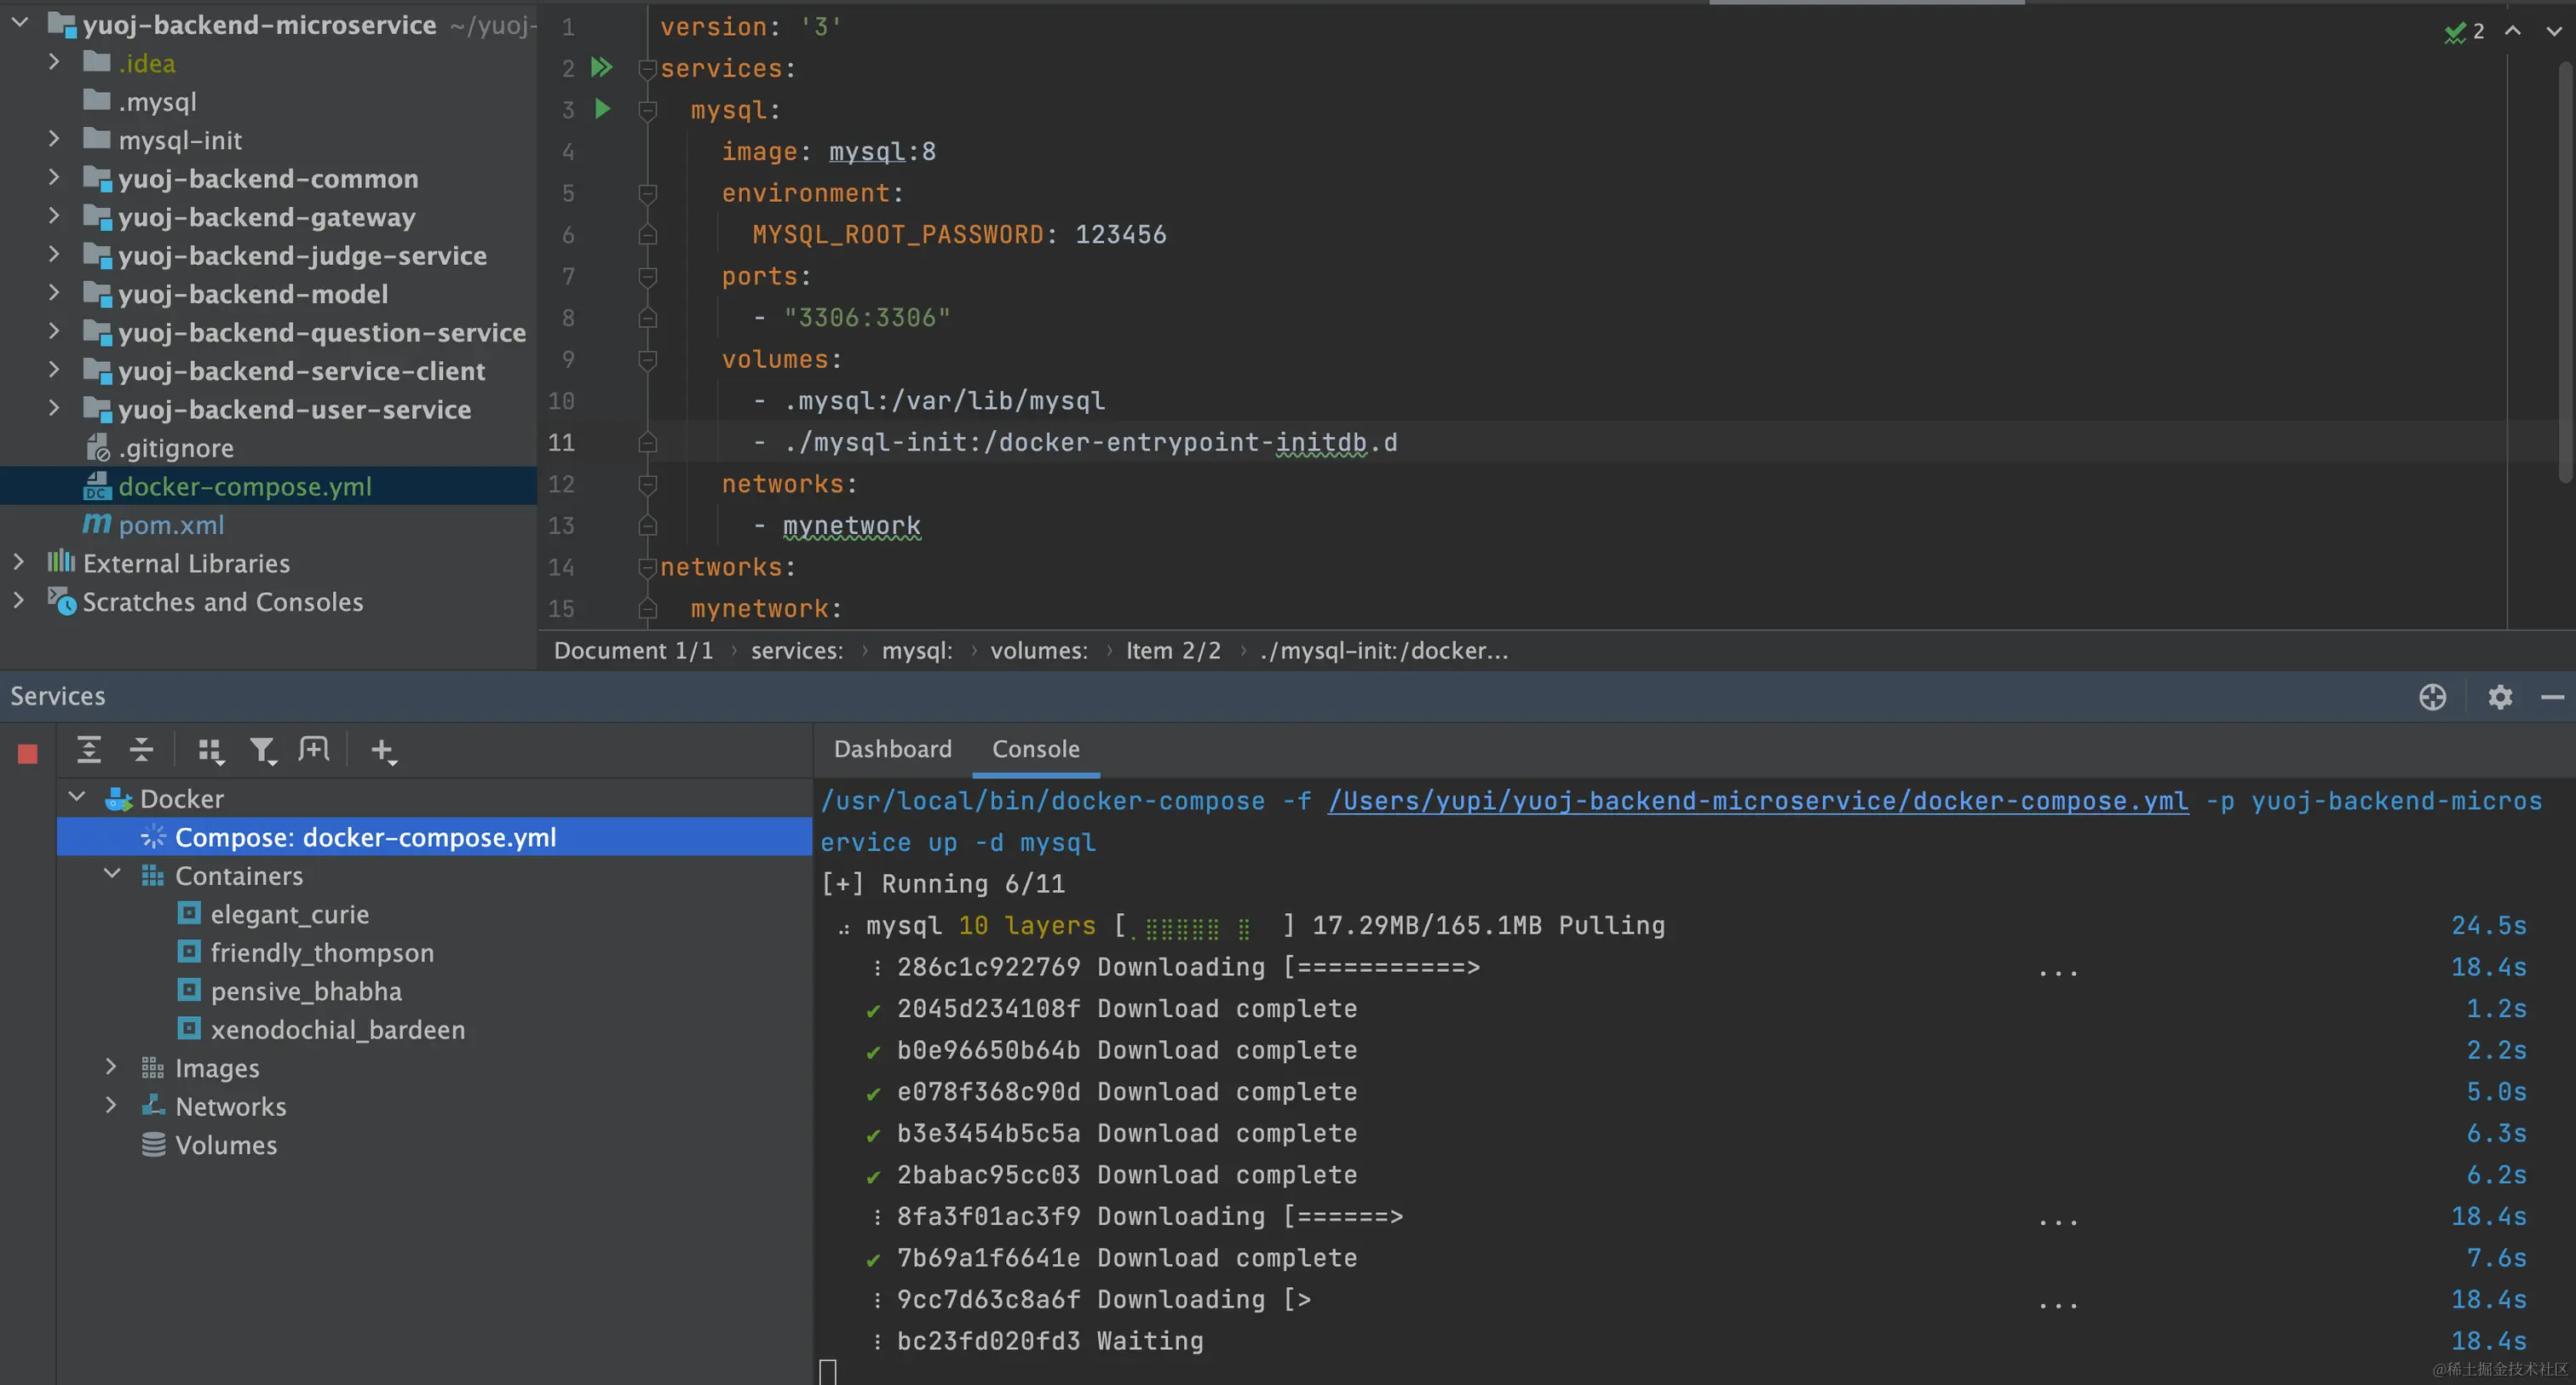 yuoj-backend-microservice ~/yuoj-
.idea
.mysql
mysql-init
yuoj-backend-common
yuoj-backend-gateway
yuoj-backend-judge-service
yuoj-backend-model
yuoj-backend-question-service
yuoj-backend-service-client
yuoj-backend-user-service
.gitignore
docker-compose.yml
pom.xml
External Libraries
Scratches and Consoles
1 version: '3'
2 services:
3 mysql:
4 image: mysql:8
5 environment:
6 MYSQL_ROOT_PASSWORD: 123456
7 ports:
8 - "3306:3306"
9 volumes:
10 - .mysql:/var/lib/mysql
11 - ./mysql-init:/docker-entrypoint-initdb.d
12 networks:
13 - mynetwork
14 networks:
15 mynetwork:
2
Document 1/1 › services: › mysql: › volumes: › Item 2/2 › ./mysql-init:/docker...
Services
Docker
Compose: docker-compose.yml
Containers
elegant_curie
friendly_thompson
pensive_bhabha
xenodochial_bardeen
Images
Networks
Volumes
Dashboard Console
/usr/local/bin/docker-compose -f /Users/yupi/yuoj-backend-microservice/docker-compose.yml -p yuoj-backend-micros
ervice up -d mysql
[+] Running 6/11
mysql 10 layers [⣀⣿⣿⣿⣿⣿⠀⣿⠀⠀] 17.29MB/165.1MB Pulling 24.5s
286c1c922769 Downloading [===========> ... 18.4s
✔ 2045d234108f Download complete 1.2s
✔ b0e96650b64b Download complete 2.2s
✔ e078f368c90d Download complete 5.0s
✔ b3e3454b5c5a Download complete 6.3s
✔ 2babac95cc03 Download complete 6.2s
8fa3f01ac3f9 Downloading [======> ... 18.4s
✔ 7b69a1f6641e Download complete 7.6s
9cc7d63c8a6f Downloading [> ... 18.4s
bc23fd020fd3 Waiting 18.4s
@稀土掘金技术社区